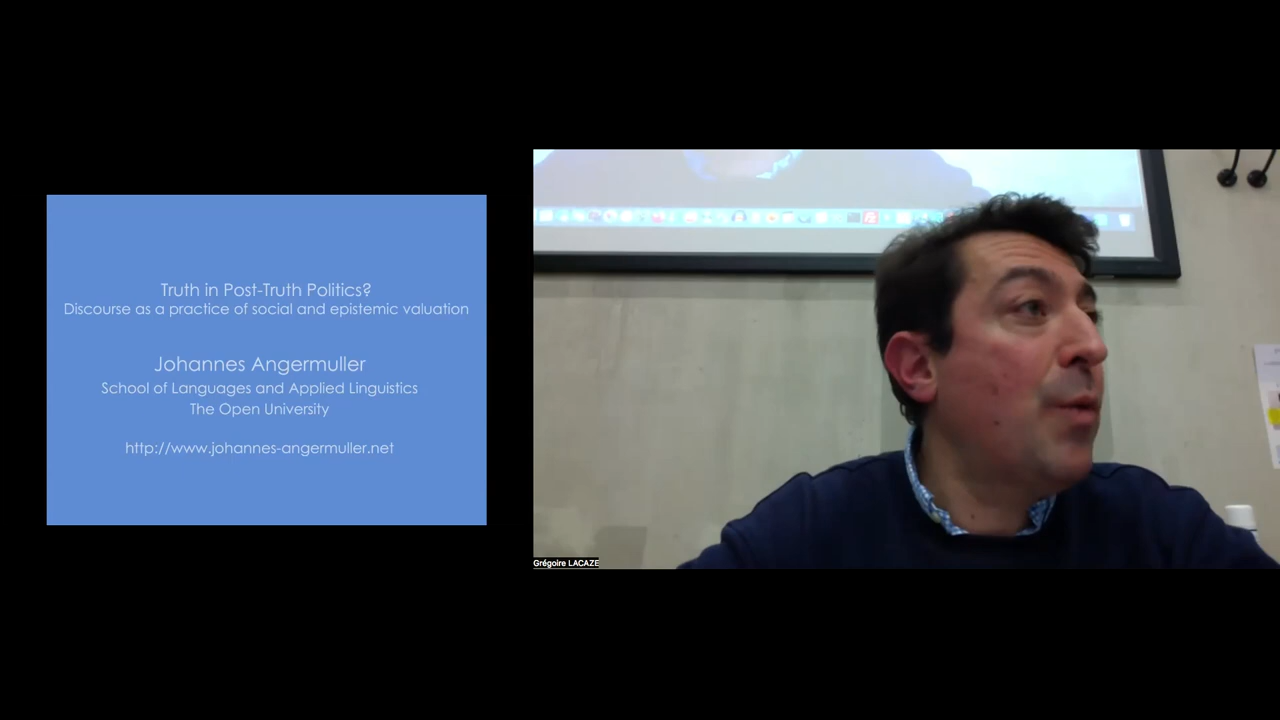 Truth in Post-Truth Politics?
Discourse as a practice of social and epistemic valuation
Johannes Angermuller
School of Languages and Applied Linguistics
The Open University
http://www.johannes-angermuller.net
Grégoire LACAZE